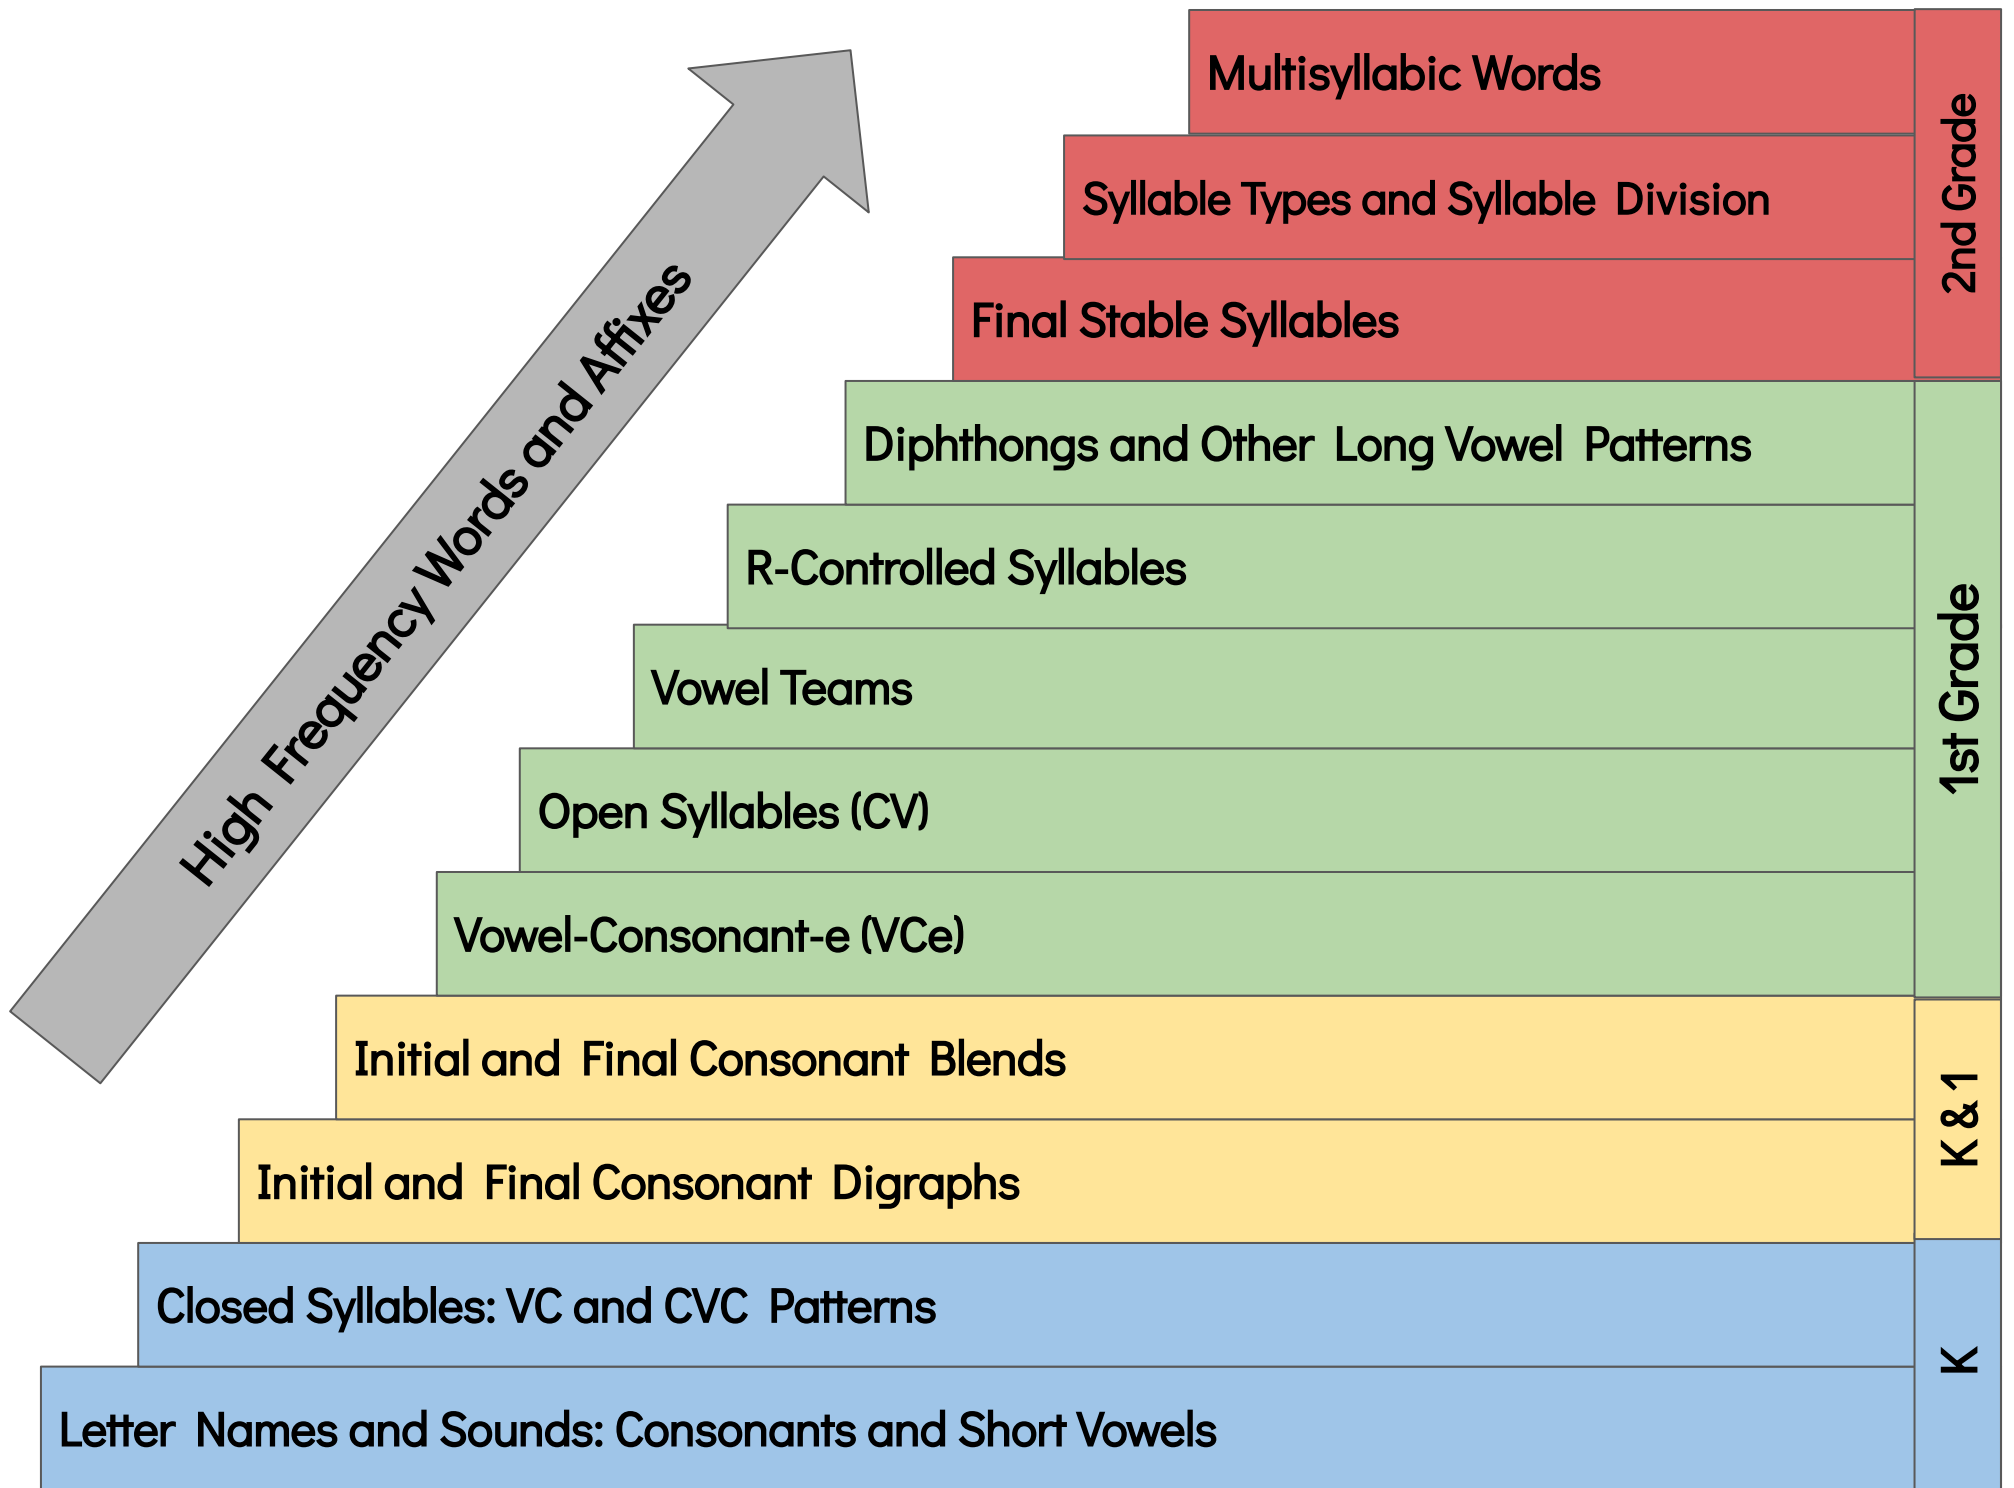 Multisyllabic Words
Syllable Types and Syllable Division
Final Stable Syllables
2nd Grade
Diphthongs and Other Long Vowel Patterns
R-Controlled Syllables
Vowel Teams
Open Syllables (CV)
Vowel-Consonant-e (VCe)
1st Grade
Initial and Final Consonant Blends
Initial and Final Consonant Digraphs
K & 1
Closed Syllables: VC and CVC Patterns
Letter Names and Sounds: Consonants and Short Vowels
K
High Frequency Words and Affixes